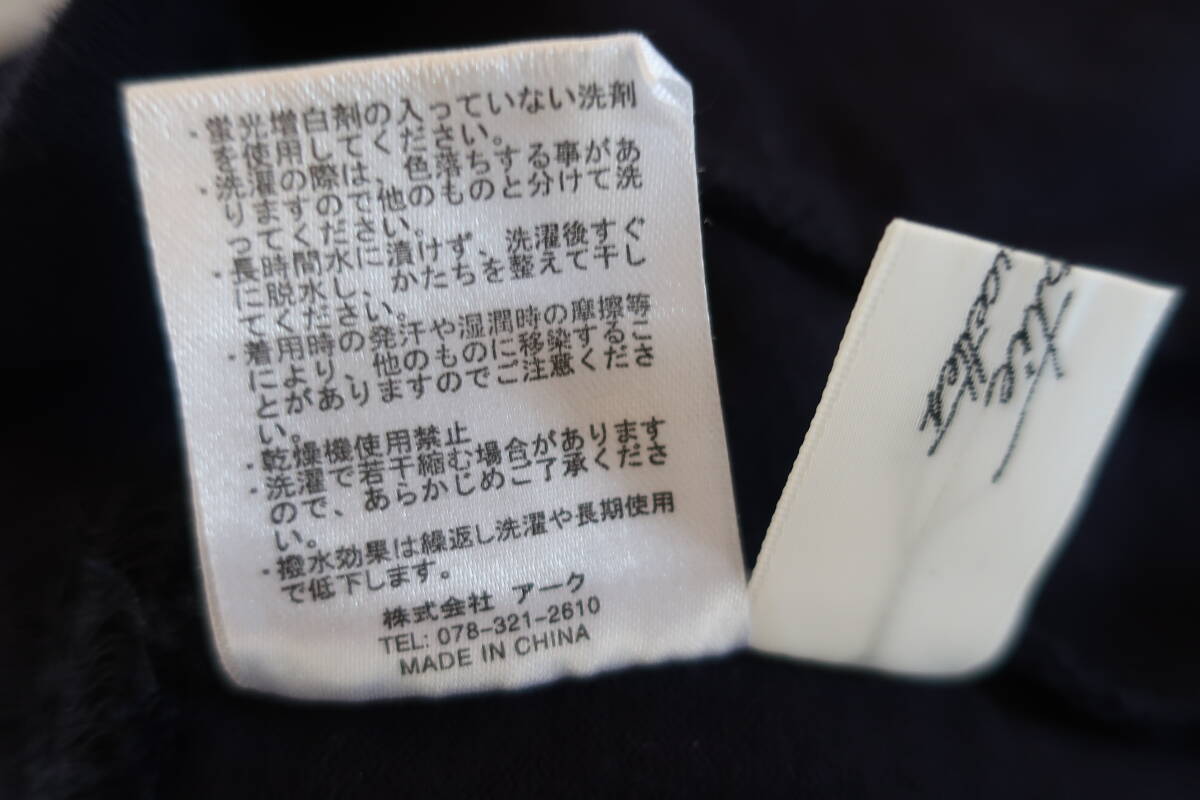 ・蛍光増白剤の入っていない洗剤
を使用してください。
・洗濯の際は、色落ちする事があ
りますので、他のものと分けて洗
ってください。
・長時間水に漬けず、洗濯後すぐ
に脱水し、かたちを整えて干し
てください。
・着用時の発汗や湿潤時の摩擦等
により、他のものに移染するこ
とがありますのでご注意くださ
い。
・乾燥機使用禁止
・洗濯で若干縮む場合があります
ので、あらかじめご了承くださ
い。
・撥水効果は繰返し洗濯や長期使用
で低下します。
株式会社 アーク
TEL: 078-321-2610
MADE IN CHINA